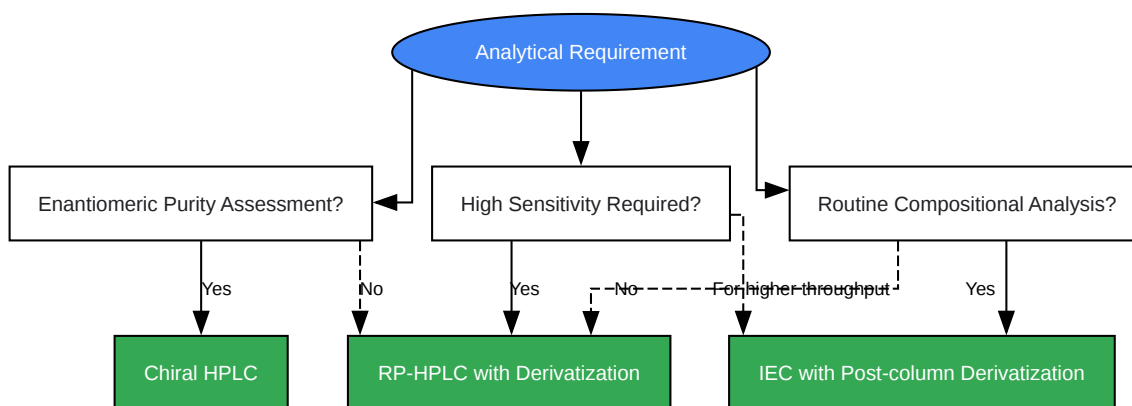 Analytical Requirement
Enantiomeric Purity Assessment?
High Sensitivity Required?
Routine Compositional Analysis?
Yes
No
Yes
No
For higher throughput
Yes
Chiral HPLC
RP-HPLC with Derivatization
IEC with Post-column Derivatization